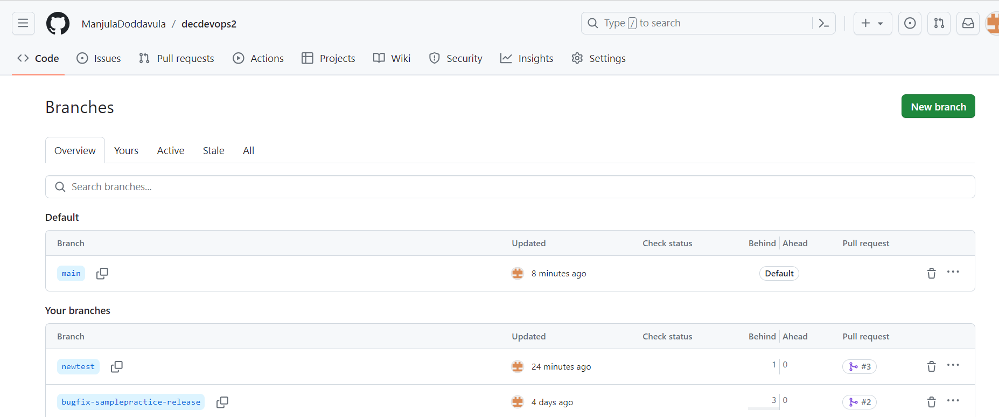 ManjulaDoddavula / decdevops2
Type / to search
Code Issues Pull requests Actions Projects Wiki Security Insights Settings
Branches
New branch
Overview Yours Active Stale All
Search branches...
Default
Branch Updated Check status Behind Ahead Pull request
main 8 minutes ago Default
Your branches
Branch Updated Check status Behind Ahead Pull request
newtest 24 minutes ago 1 0 #3
bugfix-samplepractice-release 4 days ago 3 0 #2